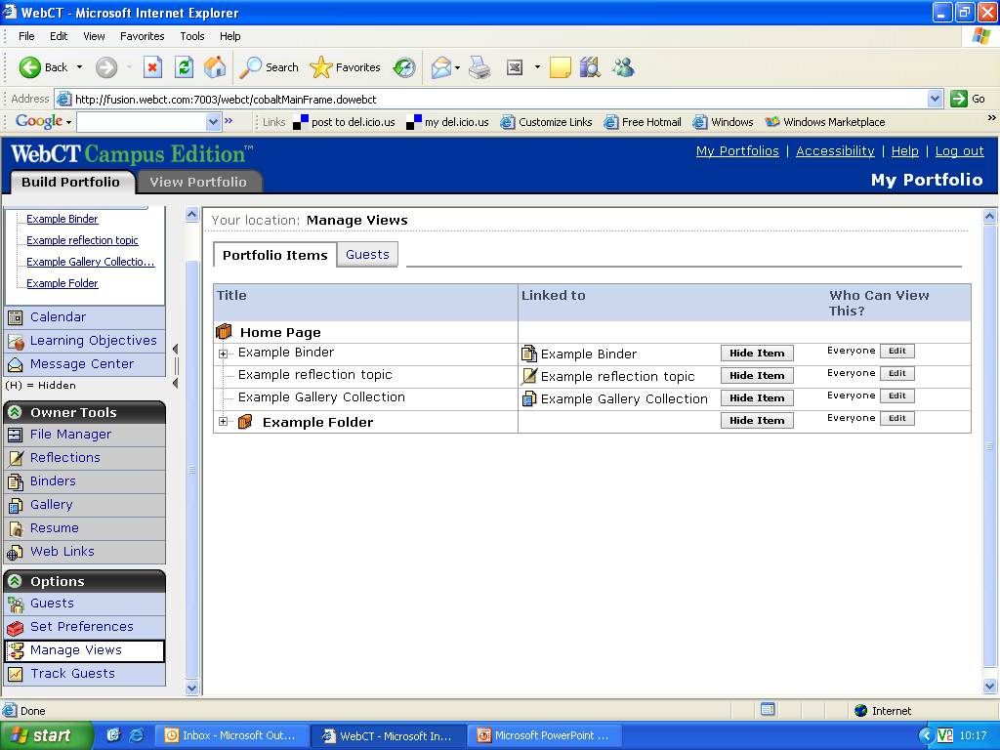 WebCT - Microsoft Internet Explorer
File Edit View Favorites Tools Help
Back Search Favorites
Address http://fusion.webct.com:7003/webct/cobaltMainFrame.dowebct Go
Google Links post to del.icio.us my del.icio.us Customize Links Free Hotmail Windows Windows Marketplace
WebCT Campus Edition™
My Portfolios | Accessibility | Help | Log out
Build Portfolio View Portfolio
My Portfolio
Example Binder
Example reflection topic
Example Gallery Collectio...
Example Folder
Calendar
Learning Objectives
Message Center
(H) = Hidden
Owner Tools
File Manager
Reflections
Binders
Gallery
Resume
Web Links
Options
Guests
Set Preferences
Manage Views
Track Guests
Your location: Manage Views
Portfolio Items Guests
Title Linked to Who Can View This?
Home Page
Example Binder Example Binder Hide Item Everyone Edit
Example reflection topic Example reflection topic Hide Item Everyone Edit
Example Gallery Collection Example Gallery Collection Hide Item Everyone Edit
Example Folder Hide Item Everyone Edit
Done Internet
start Inbox - Microsoft Out... WebCT - Microsoft In... Microsoft PowerPoint ... 10:17